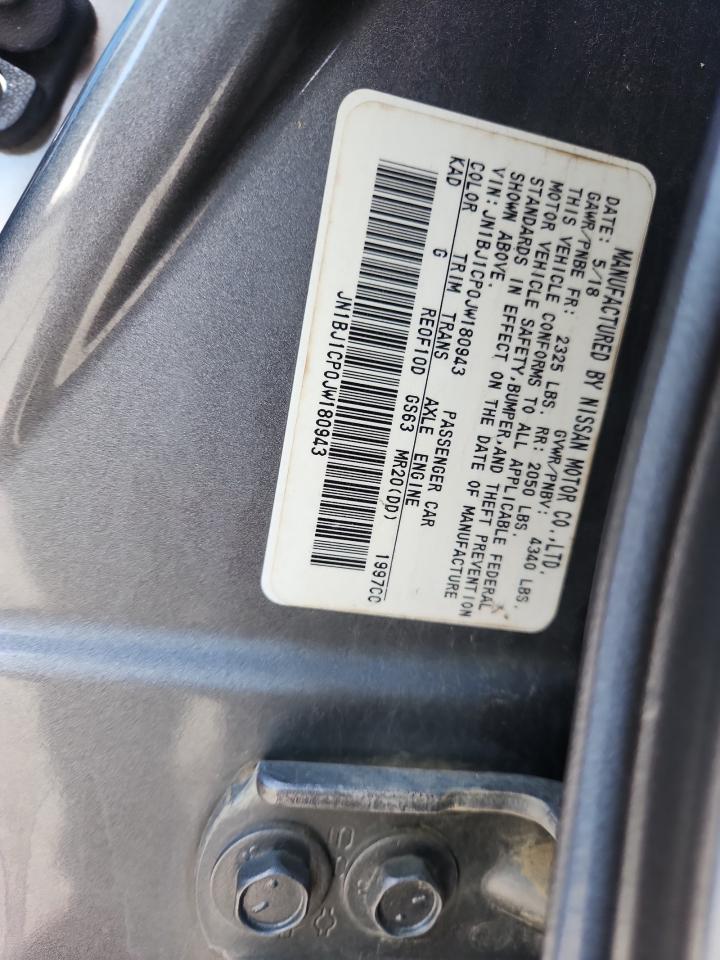 MANUFACTURED BY NISSAN MOTOR CO.,LTD.
DATE: 5/18 GVWR/PNBV: 4340 LBS.
GAWR/PNBE FR: 2325 LBS. RR: 2050 LBS.
THIS VEHICLE CONFORMS TO ALL APPLICABLE FEDERAL
MOTOR VEHICLE SAFETY,BUMPER,AND THEFT PREVENTION
STANDARDS IN EFFECT ON THE DATE OF MANUFACTURE
SHOWN ABOVE.
VIN: JN1BJ1CP0JW180943 PASSENGER CAR
COLOR TRIM TRANS AXLE ENGINE
KAD G RE0F10D GS63 MR20(DD) 1997CC
JN1BJ1CP0JW180943